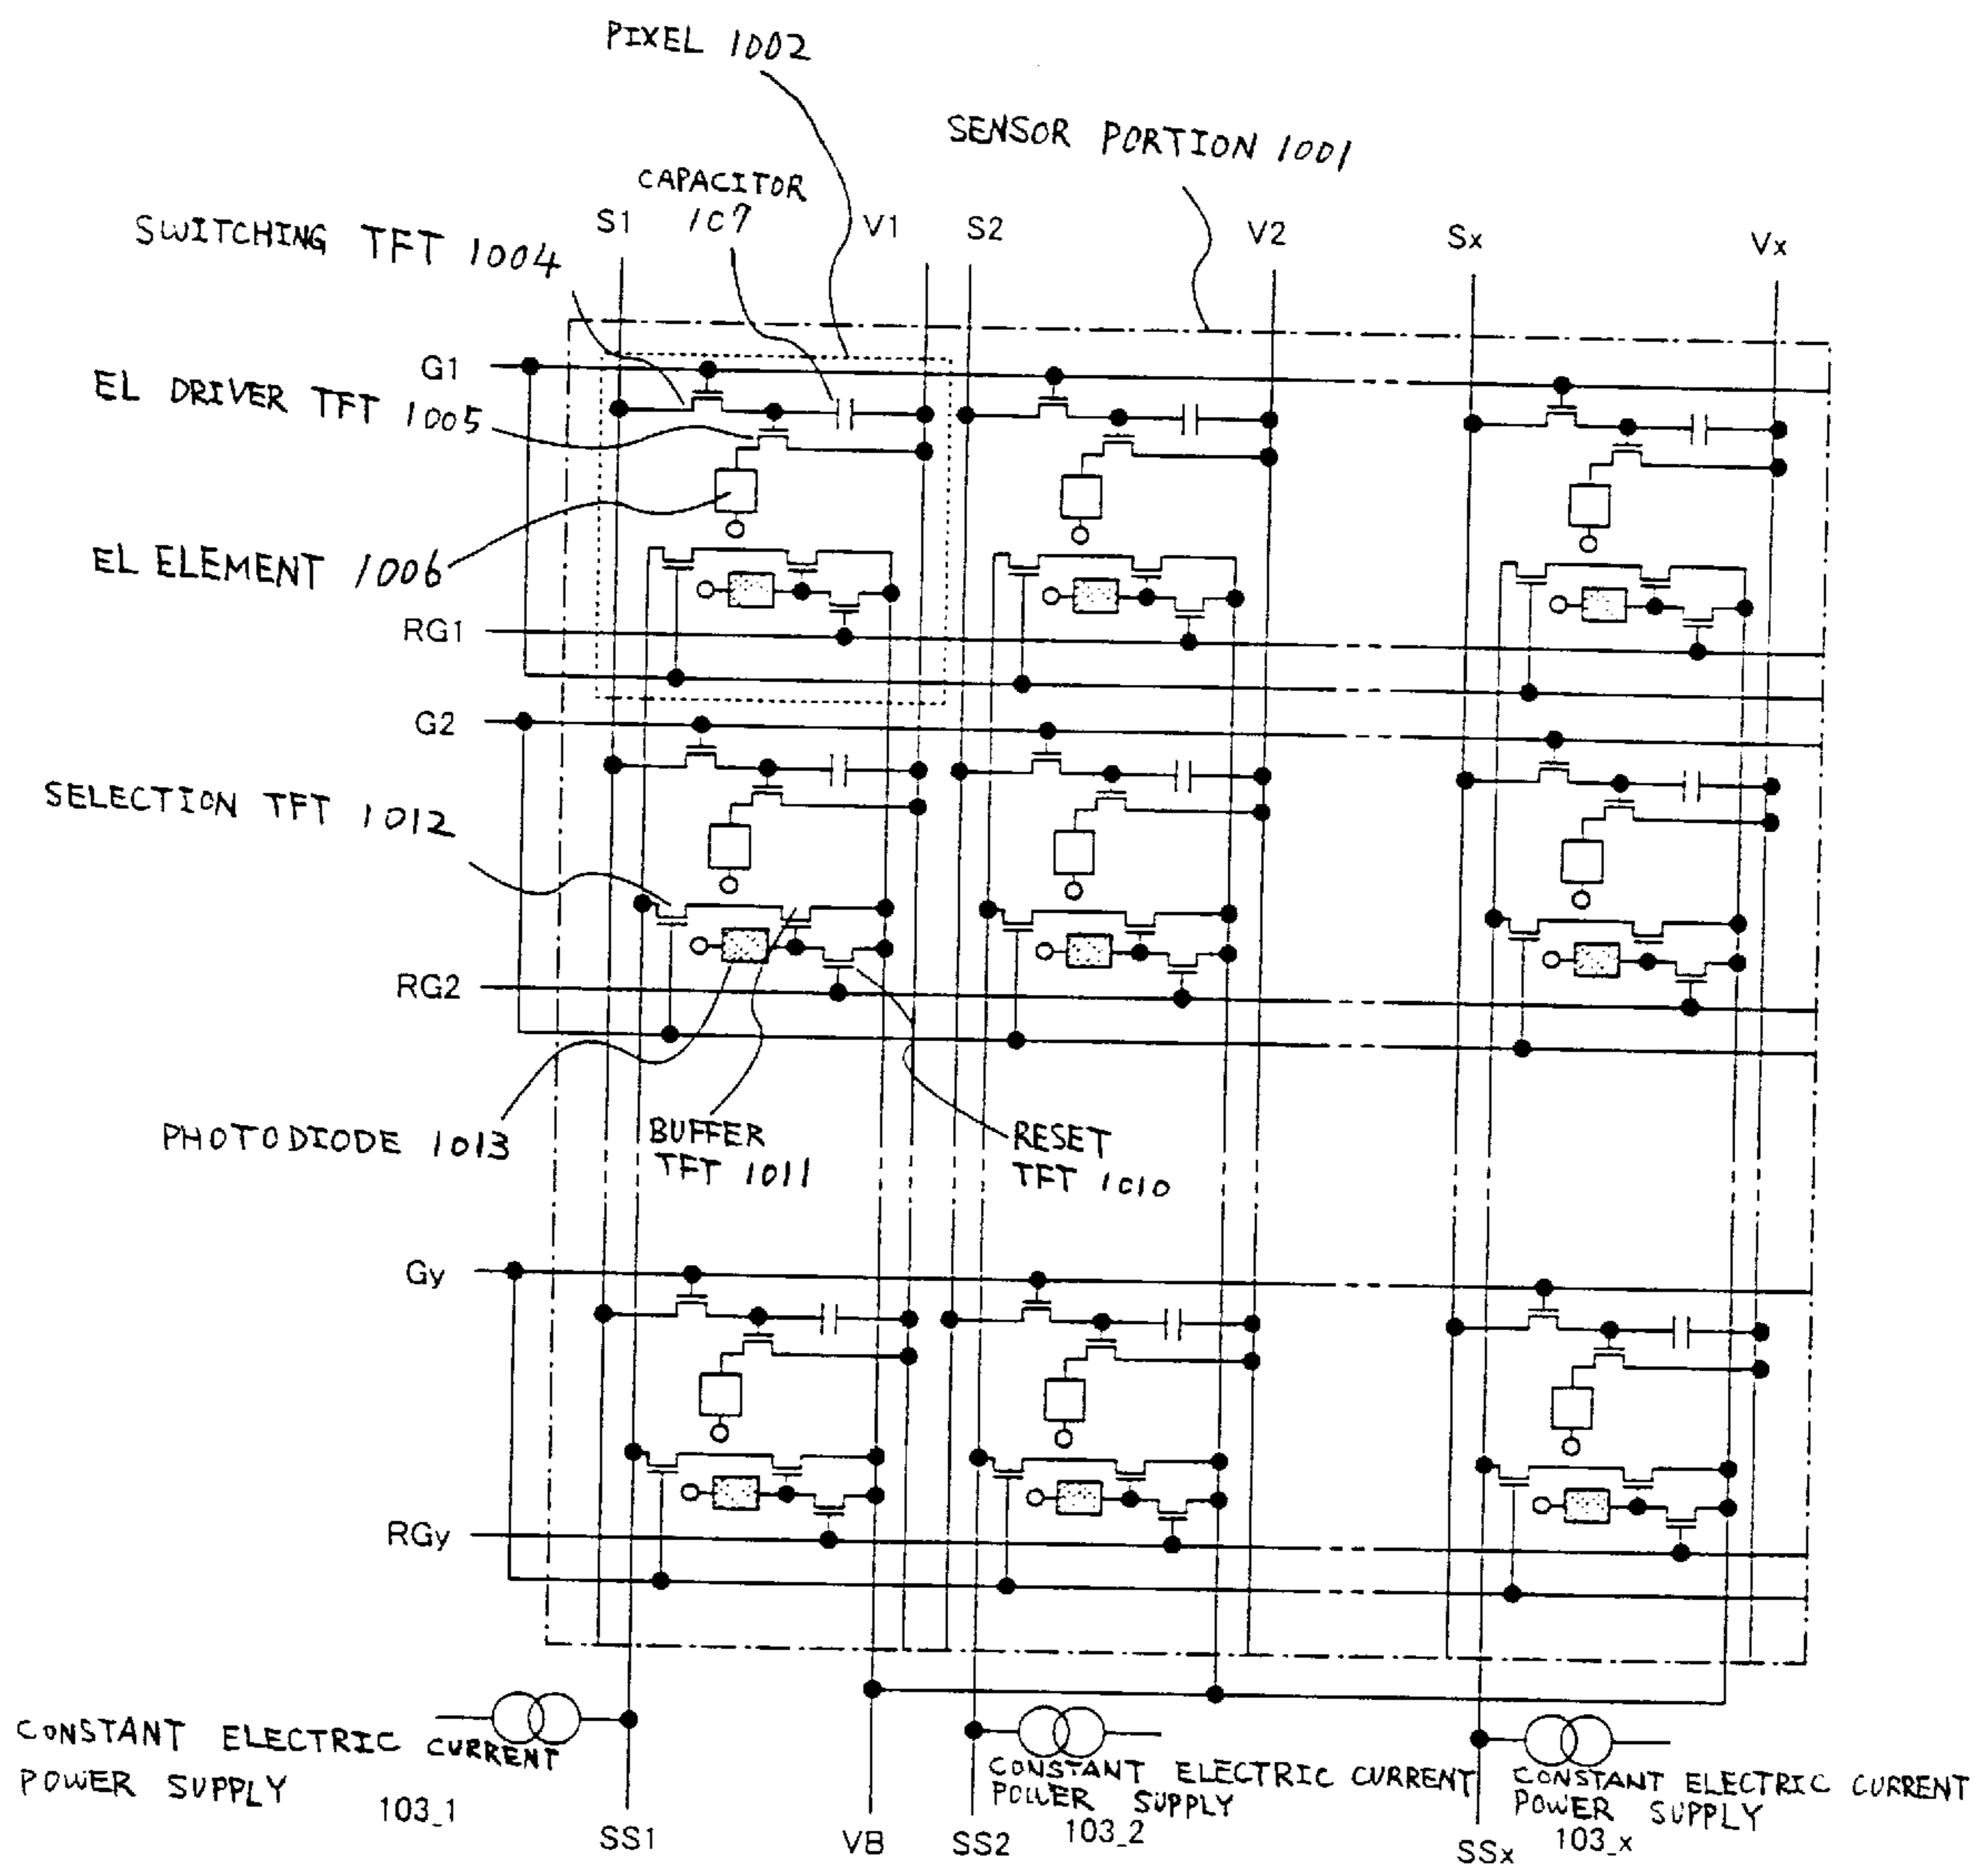 PIXEL 1002
SENSOR PORTION 1001
CAPACITOR
107
SWITCHING TFT 1004
S1
V1
S2
V2
Sx
Vx
G1
EL DRIVER TFT 1005
EL ELEMENT 1006
RG1
G2
SELECTION TFT 1012
RG2
PHOTODIODE 1013
BUFFER
TFT 1011
RESET
TFT 1010
Gy
RGy
CONSTANT ELECTRIC CURRENT
POWER SUPPLY
103_1
SS1
VB
SS2
CONSTANT ELECTRIC CURRENT
POWER SUPPLY
103_2
SSx
CONSTANT ELECTRIC CURRENT
POWER SUPPLY
103_x